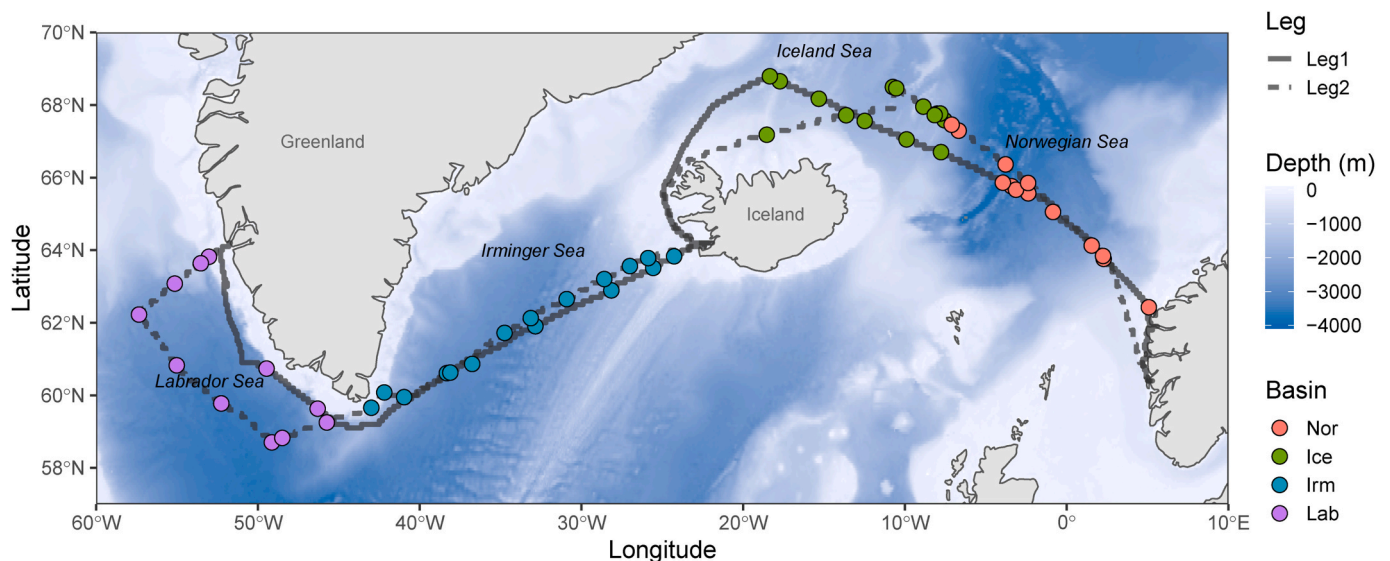 70°N
68°N
66°N
64°N
62°N
60°N
58°N
Latitude
60°W
50°W
40°W
30°W
20°W
10°W
0°
10°E
Longitude
Greenland
Iceland Sea
Norwegian Sea
Iceland
Irminger Sea
Labrador Sea
Leg
Leg1
Leg2
Depth (m)
0
-1000
-2000
-3000
-4000
Basin
Nor
Ice
Irm
Lab